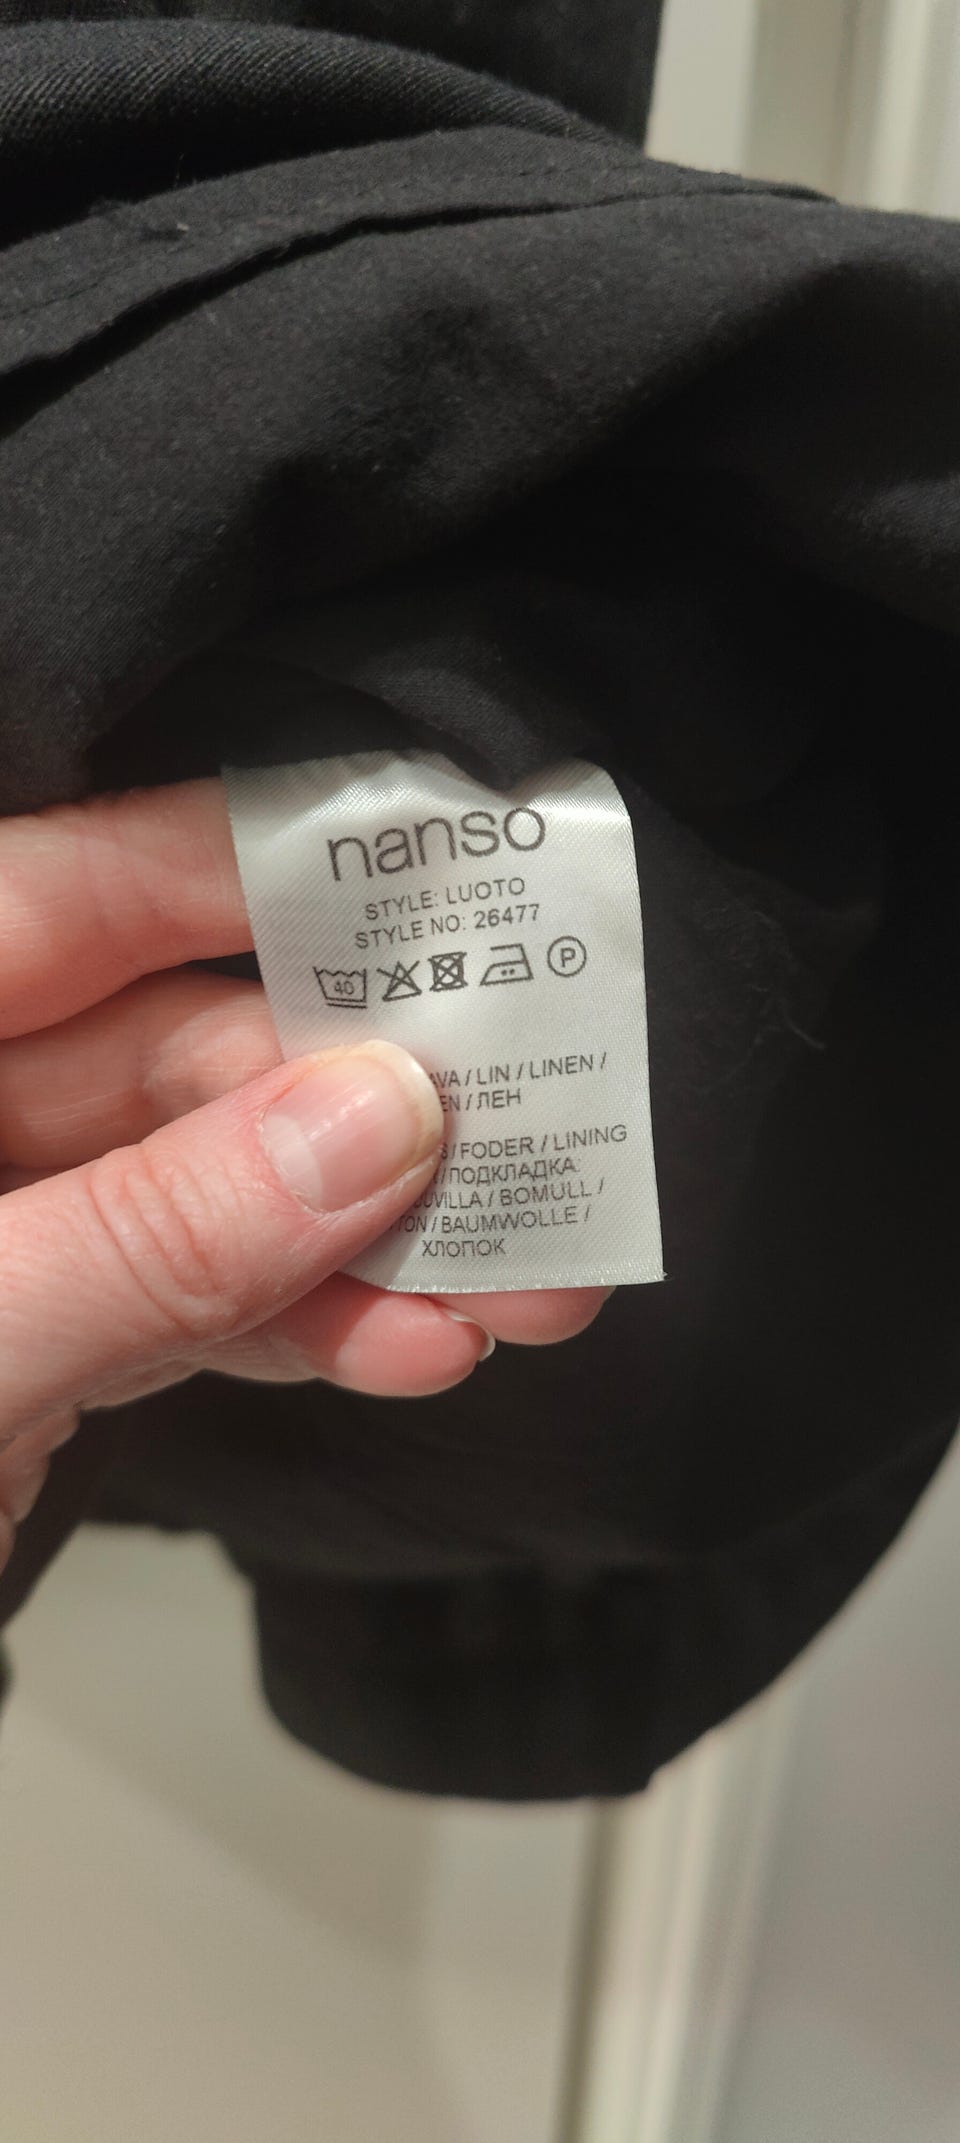 nanso
STYLE: LUOTO
STYLE NO: 26477
40 P
AVA / LIN / LINEN /
EN / ЛЕН
S / FODER / LINING
/ ПОДКЛАДКА:
UVILLA / BOMULL /
TON / BAUMWOLLE /
ХЛОПОК